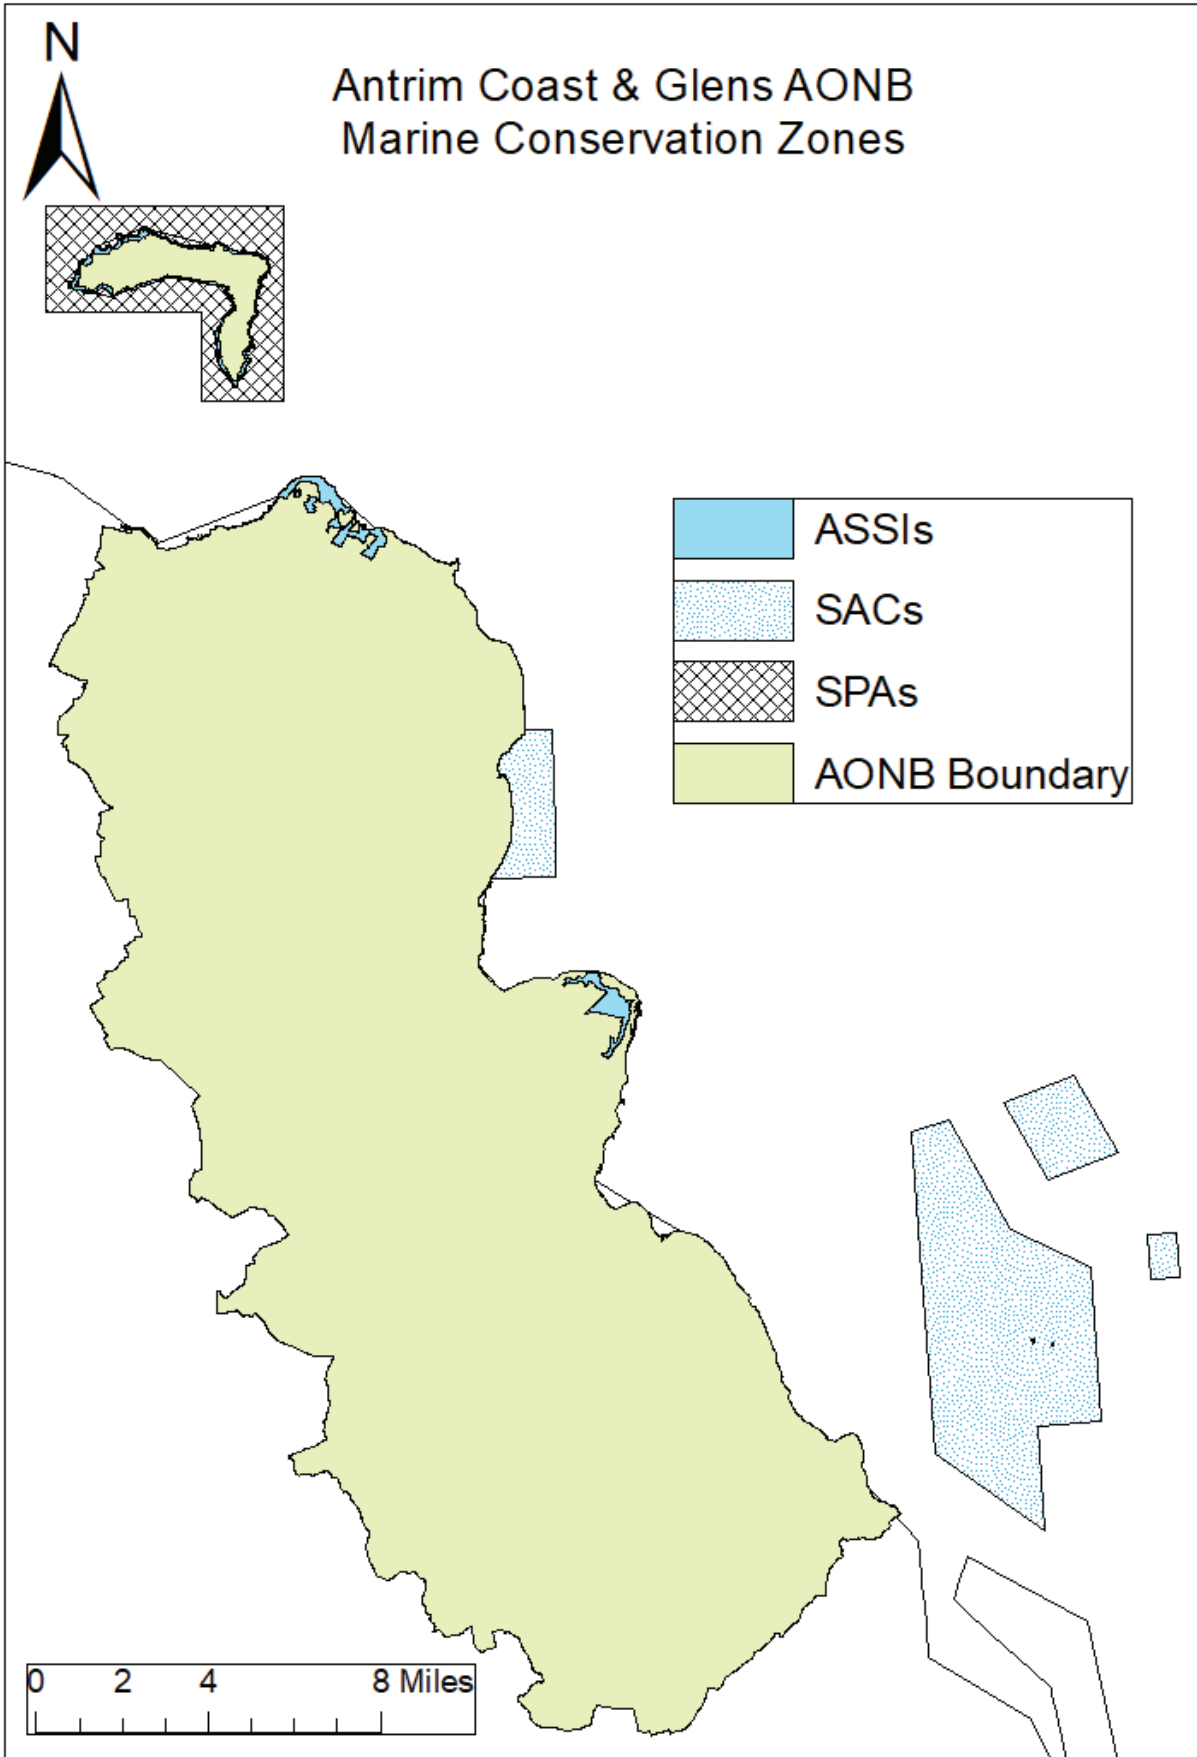 N
Antrim Coast & Glens AONB
Marine Conservation Zones
ASSIs
SACs
SPAs
AONB Boundary
0 2 4 8 Miles